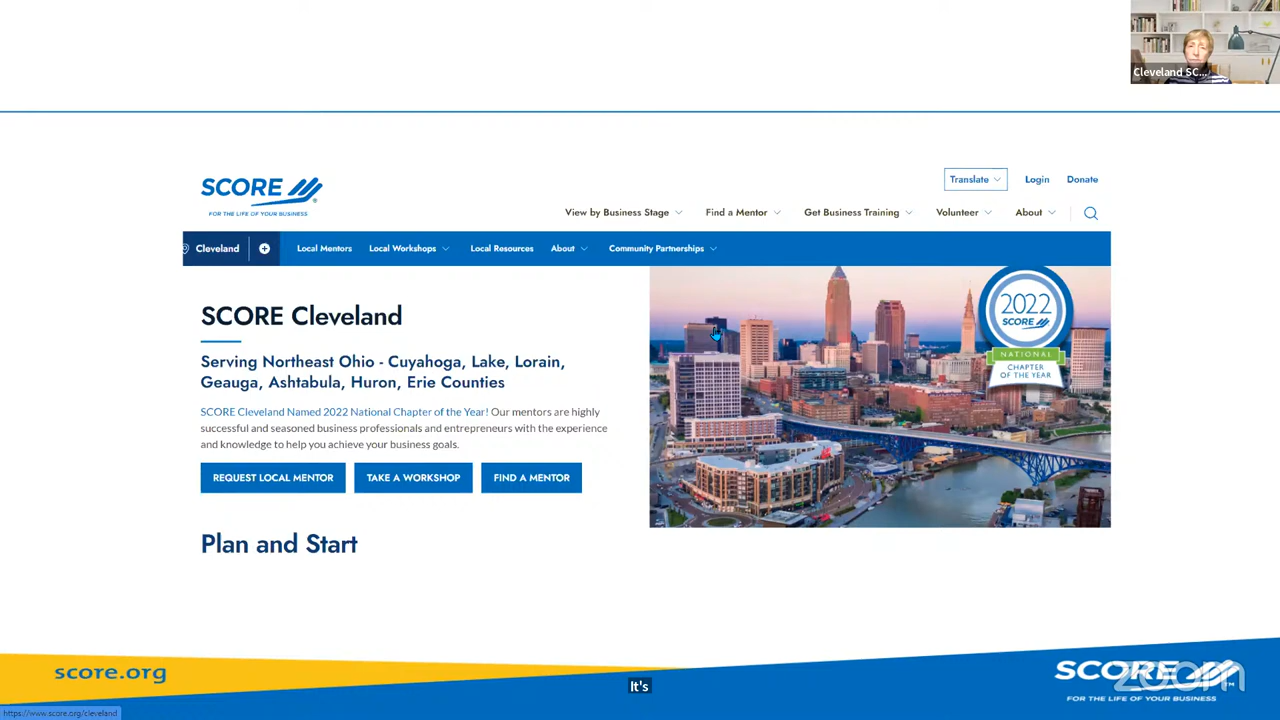 Cleveland SC...
SCORE
FOR THE LIFE OF YOUR BUSINESS
Translate Login Donate
View by Business Stage Find a Mentor Get Business Training Volunteer About
Cleveland Local Mentors Local Workshops Local Resources About Community Partnerships
SCORE Cleveland
Serving Northeast Ohio - Cuyahoga, Lake, Lorain,
Geauga, Ashtabula, Huron, Erie Counties
SCORE Cleveland Named 2022 National Chapter of the Year! Our mentors are highly
successful and seasoned business professionals and entrepreneurs with the experience
and knowledge to help you achieve your business goals.
REQUEST LOCAL MENTOR TAKE A WORKSHOP FIND A MENTOR
2022
SCORE
NATIONAL
CHAPTER
OF THE YEAR
Plan and Start
score.org
It's
SCORE
zoom
FOR THE LIFE OF YOUR BUSINESS
https://www.score.org/cleveland